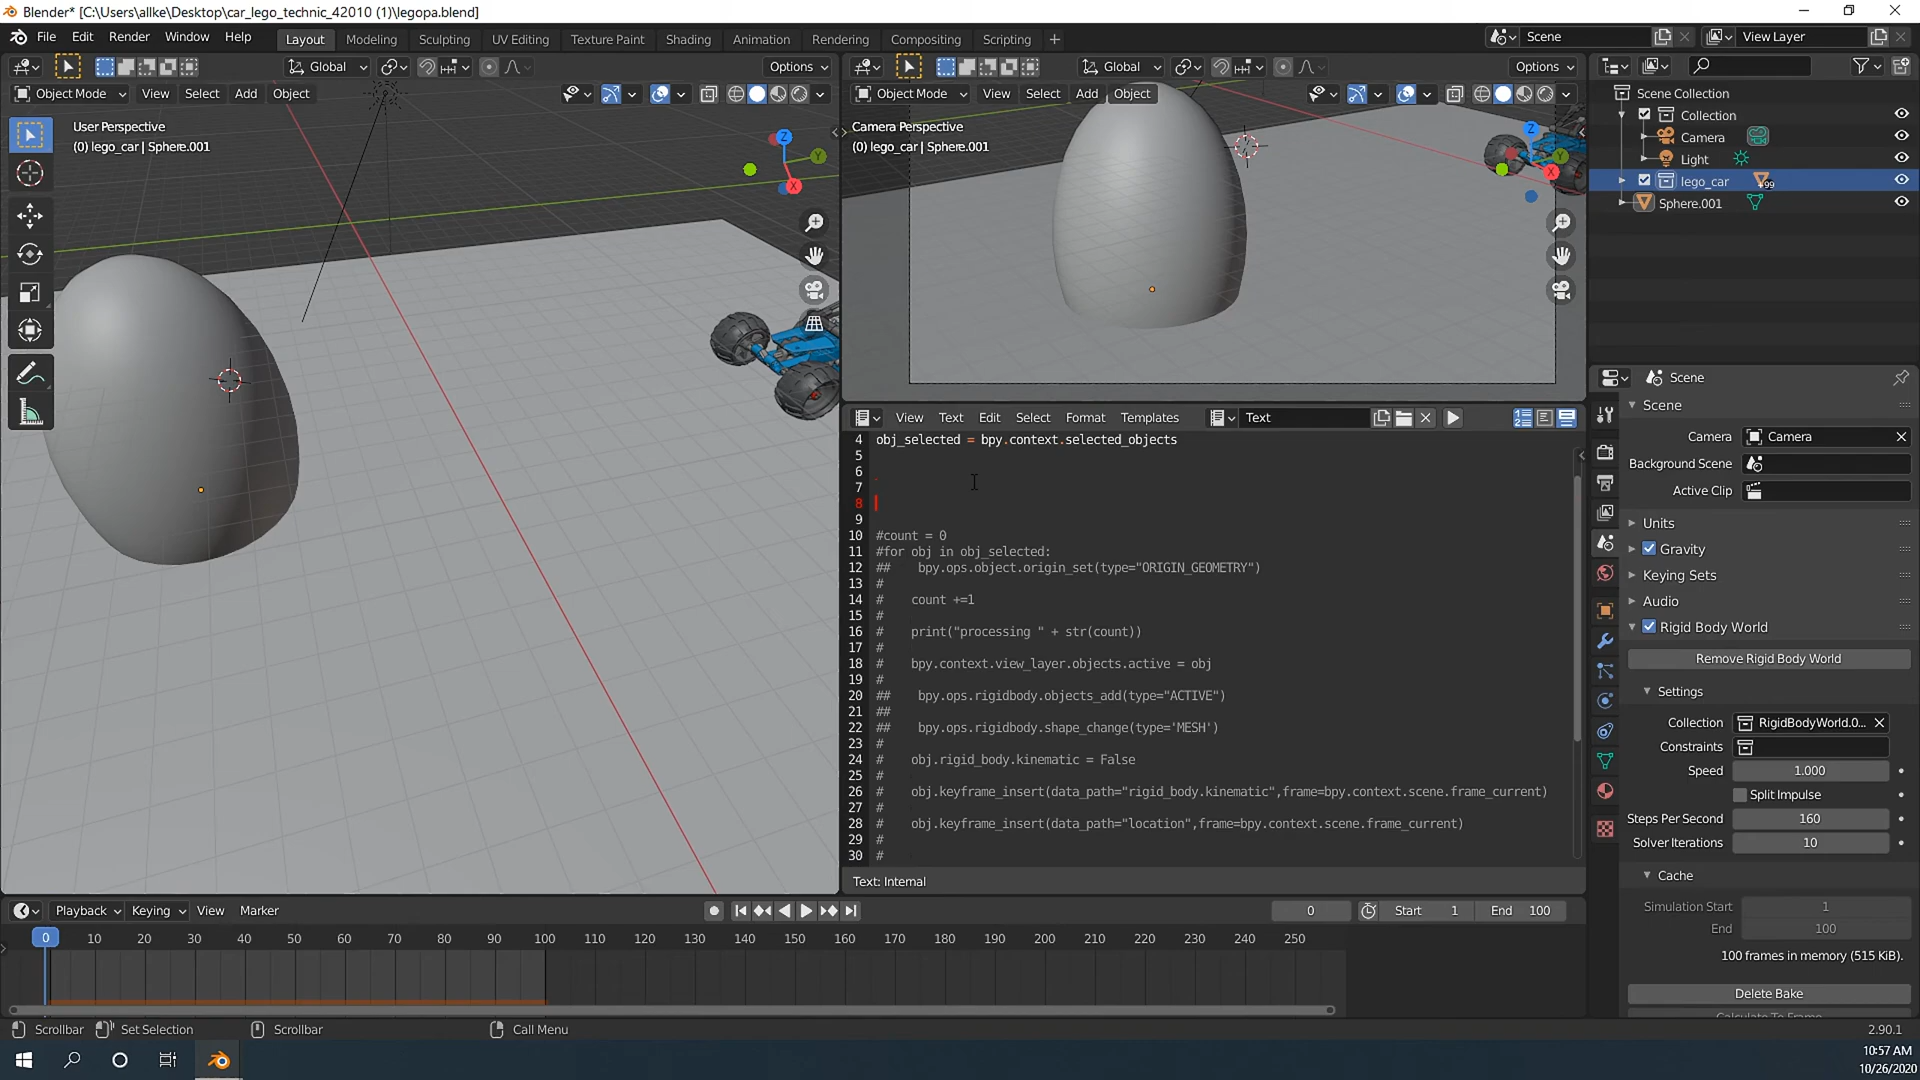 Blender* [C:\Users\allke\Desktop\car_lego_technic_42010 (1)\legopa.blend]
File Edit Render Window Help
Layout Modeling Sculpting UV Editing Texture Paint Shading Animation Rendering Compositing Scripting +
Scene
View Layer
Global
Options
Object Mode View Select Add Object
User Perspective
(0) lego_car | Sphere.001
Z
Y
X
Global
Options
Object Mode View Select Add Object
Camera Perspective
(0) lego_car | Sphere.001
Z
Y
X
Scene Collection
Collection
Camera
Light
lego_car 99
Sphere.001
View Text Edit Select Format Templates
Text
4 obj_selected = bpy.context.selected_objects
5
6
7
8
9
10 #count = 0
11 #for obj in obj_selected:
12 ##    bpy.ops.object.origin_set(type="ORIGIN_GEOMETRY")
13 #
14 #    count +=1
15 #
16 #    print("processing " + str(count))
17 #
18 #    bpy.context.view_layer.objects.active = obj
19 #
20 ##    bpy.ops.rigidbody.objects_add(type="ACTIVE")
21 ##
22 ##    bpy.ops.rigidbody.shape_change(type='MESH')
23 #
24 #    obj.rigid_body.kinematic = False
25 #
26 #    obj.keyframe_insert(data_path="rigid_body.kinematic",frame=bpy.context.scene.frame_current)
27 #
28 #    obj.keyframe_insert(data_path="location",frame=bpy.context.scene.frame_current)
29 #
30 #
Text: Internal
Scene
Scene
Camera Camera
Background Scene
Active Clip
Units
Gravity
Keying Sets
Audio
Rigid Body World
Remove Rigid Body World
Settings
Collection RigidBodyWorld.0...
Constraints
Speed 1.000
Split Impulse
Steps Per Second 160
Solver Iterations 10
Cache
Simulation Start 1
End 100
100 frames in memory (515 KiB).
Delete Bake
Calculate To Frame
Playback Keying View Marker
0 Start 1 End 100
0 10 20 30 40 50 60 70 80 90 100 110 120 130 140 150 160 170 180 190 200 210 220 230 240 250
Scrollbar Set Selection Scrollbar Call Menu
2.90.1
10:57 AM
10/26/2020